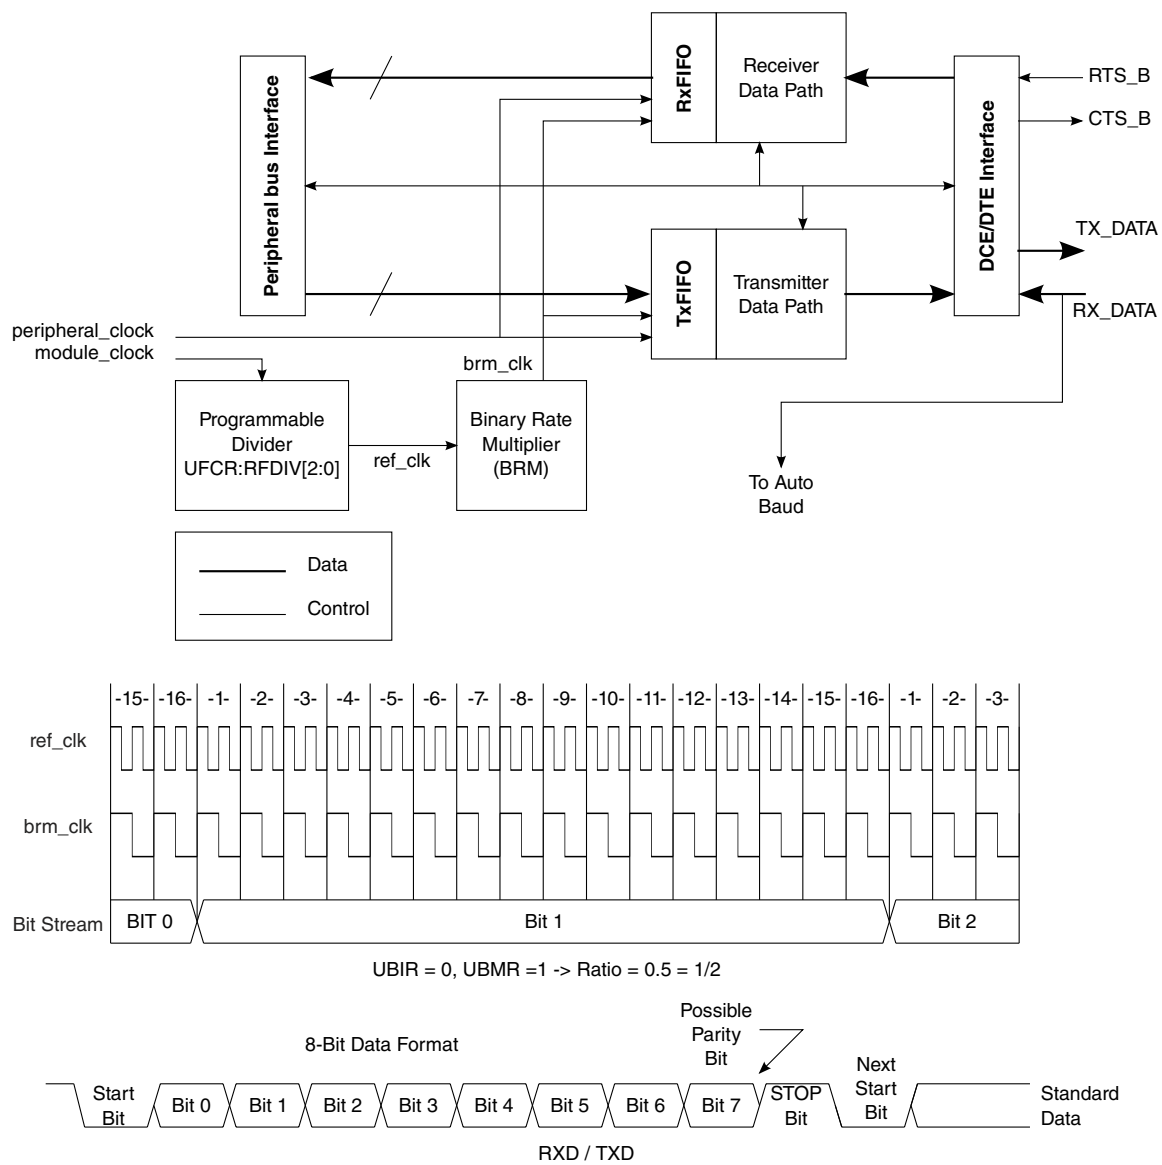 RxFIFO
Receiver
Data Path
Peripheral bus Interface
DCE/DTE Interface
RTS_B
CTS_B
TX_DATA
RX_DATA
TxFIFO
Transmitter
Data Path
peripheral_clock
module_clock
brm_clk
Programmable
Divider
UFCR:RFDIV[2:0]
ref_clk
Binary Rate
Multiplier
(BRM)
To Auto
Baud
Data
Control
-15- -16- -1- -2- -3- -4- -5- -6- -7- -8- -9- -10- -11- -12- -13- -14- -15- -16- -1- -2- -3-
ref_clk
brm_clk
Bit Stream BIT 0 Bit 1 Bit 2
UBIR = 0, UBMR =1 -> Ratio = 0.5 = 1/2
8-Bit Data Format
Possible
Parity
Bit
Start
Bit
Bit 0 Bit 1 Bit 2 Bit 3 Bit 4 Bit 5 Bit 6 Bit 7
STOP
Bit
Next
Start
Bit
Standard
Data
RXD / TXD